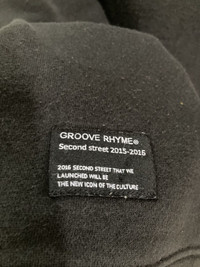 GROOVE RHYME®
Second street 2015-2016
2016 SECOND STREET THAT WE
LAUNCHED WILL BE
THE NEW ICON OF THE CULTURE